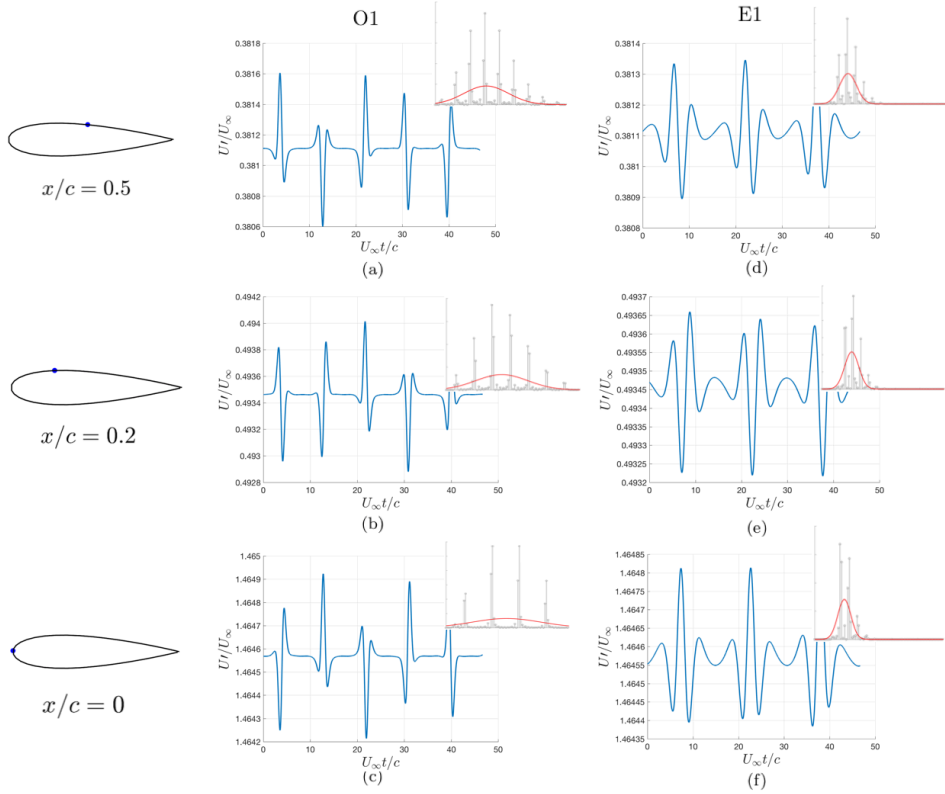 O1
E1
x/c = 0.5
0.3818
0.3816
0.3814
0.3812
0.381
0.3808
0.3806
U′/U∞
0 10 20 30 40 50
U∞t/c
(a)
0.3814
0.3813
0.3812
0.3811
0.381
0.3809
0.3808
U′/U∞
0 10 20 30 40 50
U∞t/c
(d)
x/c = 0.2
0.4942
0.494
0.4938
0.4936
0.4934
0.4932
0.493
0.4928
U′/U∞
0 10 20 30 40 50
U∞t/c
(b)
0.4937
0.49365
0.4936
0.49355
0.4935
0.49345
0.4934
0.49335
0.4933
0.49325
0.4932
U′/U∞
0 10 20 30 40 50
U∞t/c
(e)
x/c = 0
1.465
1.4649
1.4648
1.4647
1.4646
1.4645
1.4644
1.4643
1.4642
U′/U∞
0 10 20 30 40 50
U∞t/c
(c)
1.46485
1.4648
1.46475
1.4647
1.46465
1.4646
1.46455
1.4645
1.46445
1.4644
1.46435
U′/U∞
0 10 20 30 40 50
U∞t/c
(f)